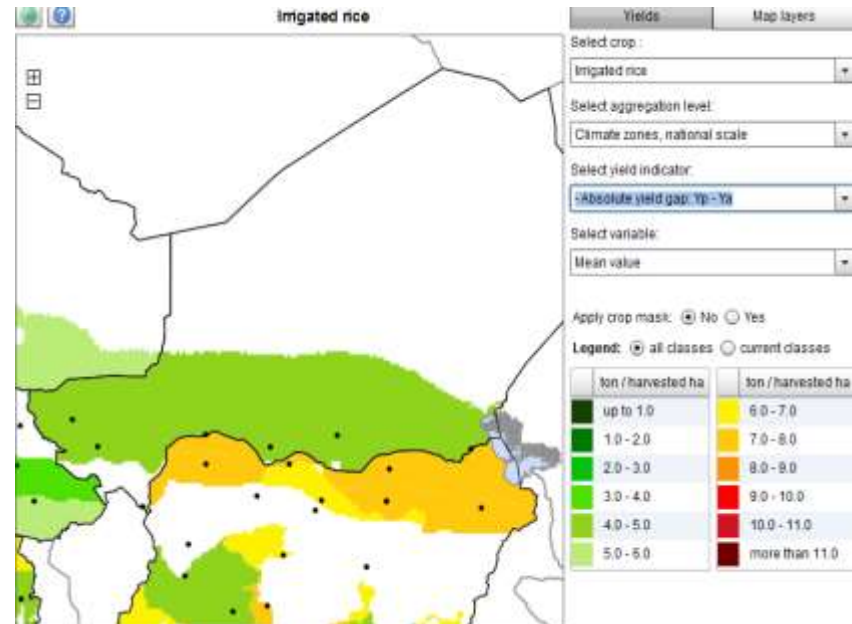 Irrigated rice
Yields
Map layers
Select crop :
Irrigated rice
Select aggregation level:
Climate zones, national scale
Select yield indicator:
- Absolute yield gap: Yp - Ya
Select variable:
Mean value
Apply crop mask: No Yes
Legend: all classes current classes
ton / harvested ha
ton / harvested ha
up to 1.0
6.0 - 7.0
1.0 - 2.0
7.0 - 8.0
2.0 - 3.0
8.0 - 9.0
3.0 - 4.0
9.0 - 10.0
4.0 - 5.0
10.0 - 11.0
5.0 - 6.0
more than 11.0